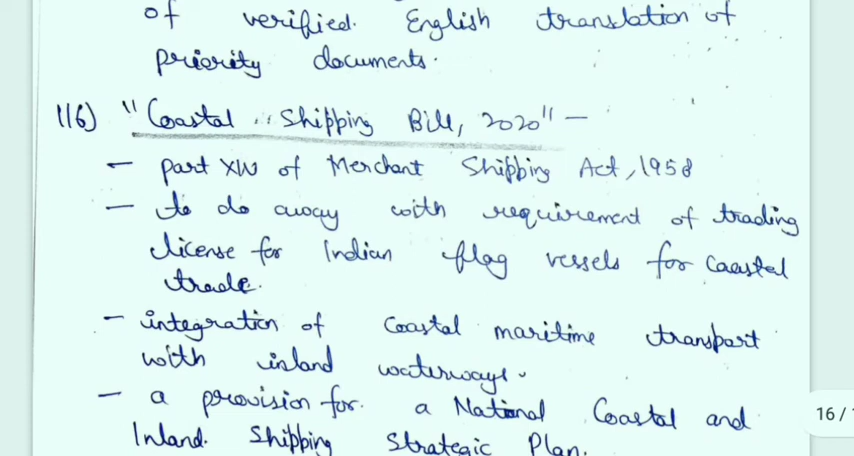 of verified English translation of
priority documents.
116) "Coastal Shipping Bill, 2020" -
- part XIV of Merchant Shipping Act, 1958
- to do away with requirement of trading
license for Indian flag vessels for Coastal
trade.
- integration of Coastal maritime transport
with inland waterways.
- a provision for a National Coastal and
Inland Shipping Strategic Plan.
16 /